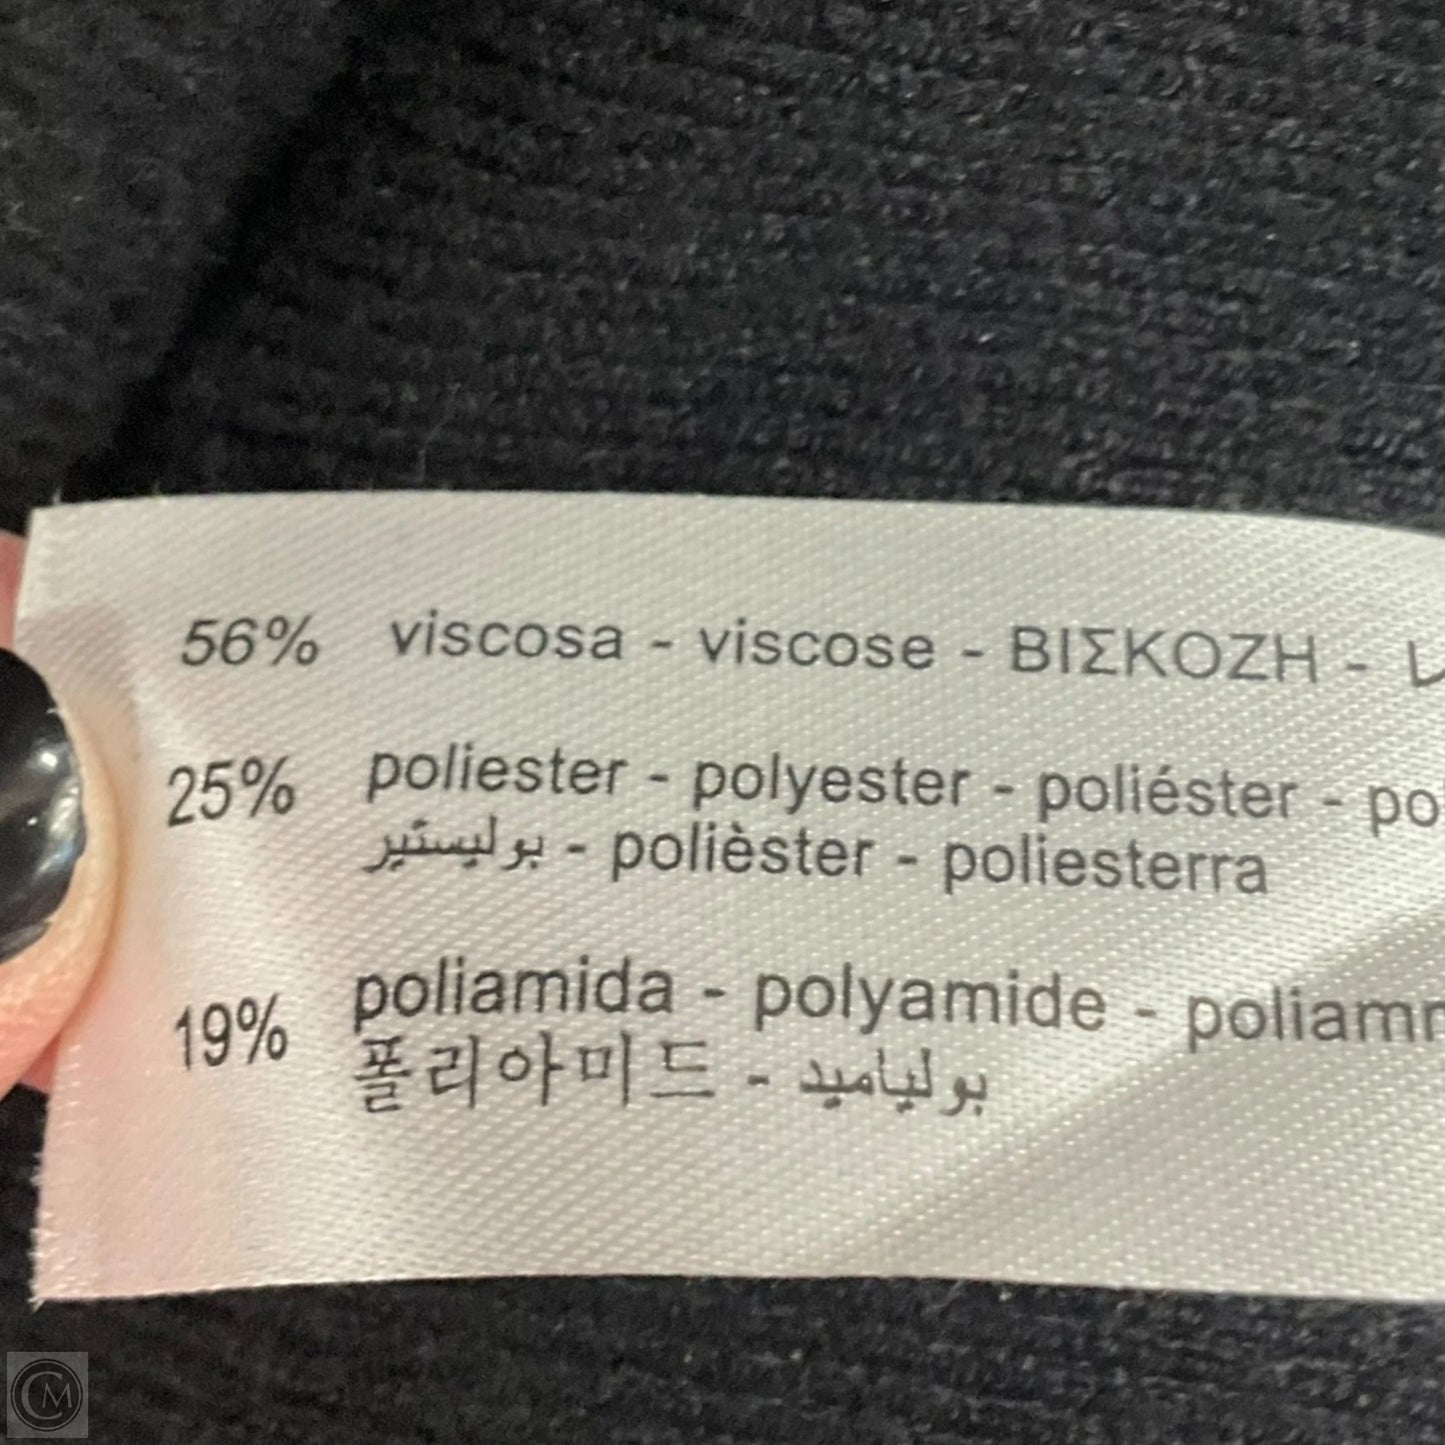 56% viscosa - viscose - ΒΙΣΚΟΖΗ -
25% poliester - polyester - poliéster -
بوليستير - polièster - poliesterra
19% poliamida - polyamide -
폴리아미드 - بولياميد
CM